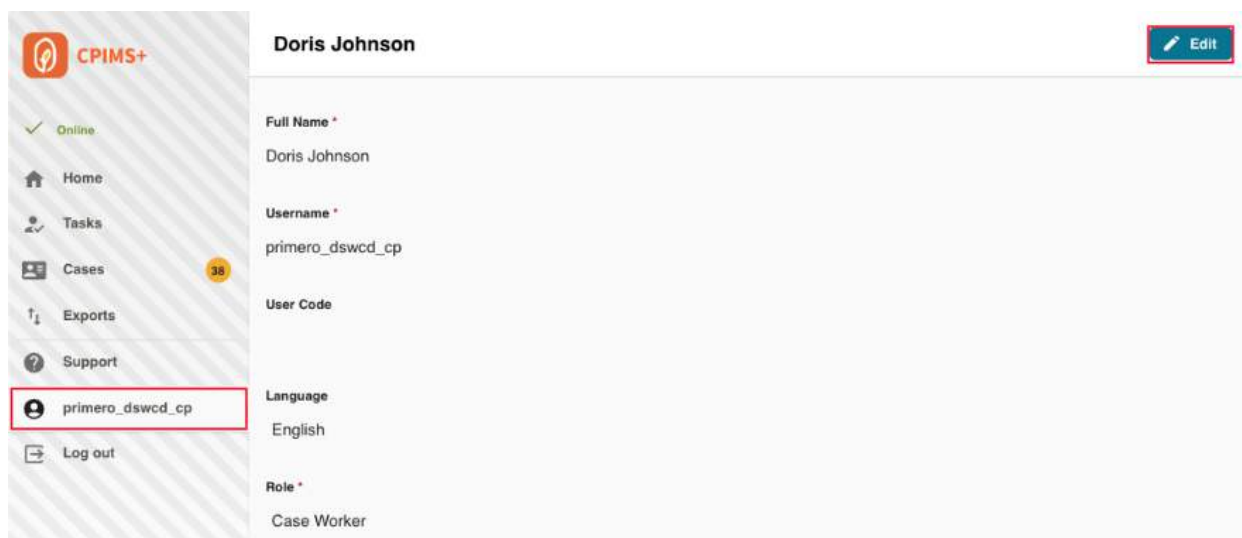 CPIMS+
Online
Home
Tasks
Cases 38
Exports
Support
primero_dswcd_cp
Log out
Doris Johnson
Edit
Full Name *
Doris Johnson
Username *
primero_dswcd_cp
User Code
Language
English
Role *
Case Worker